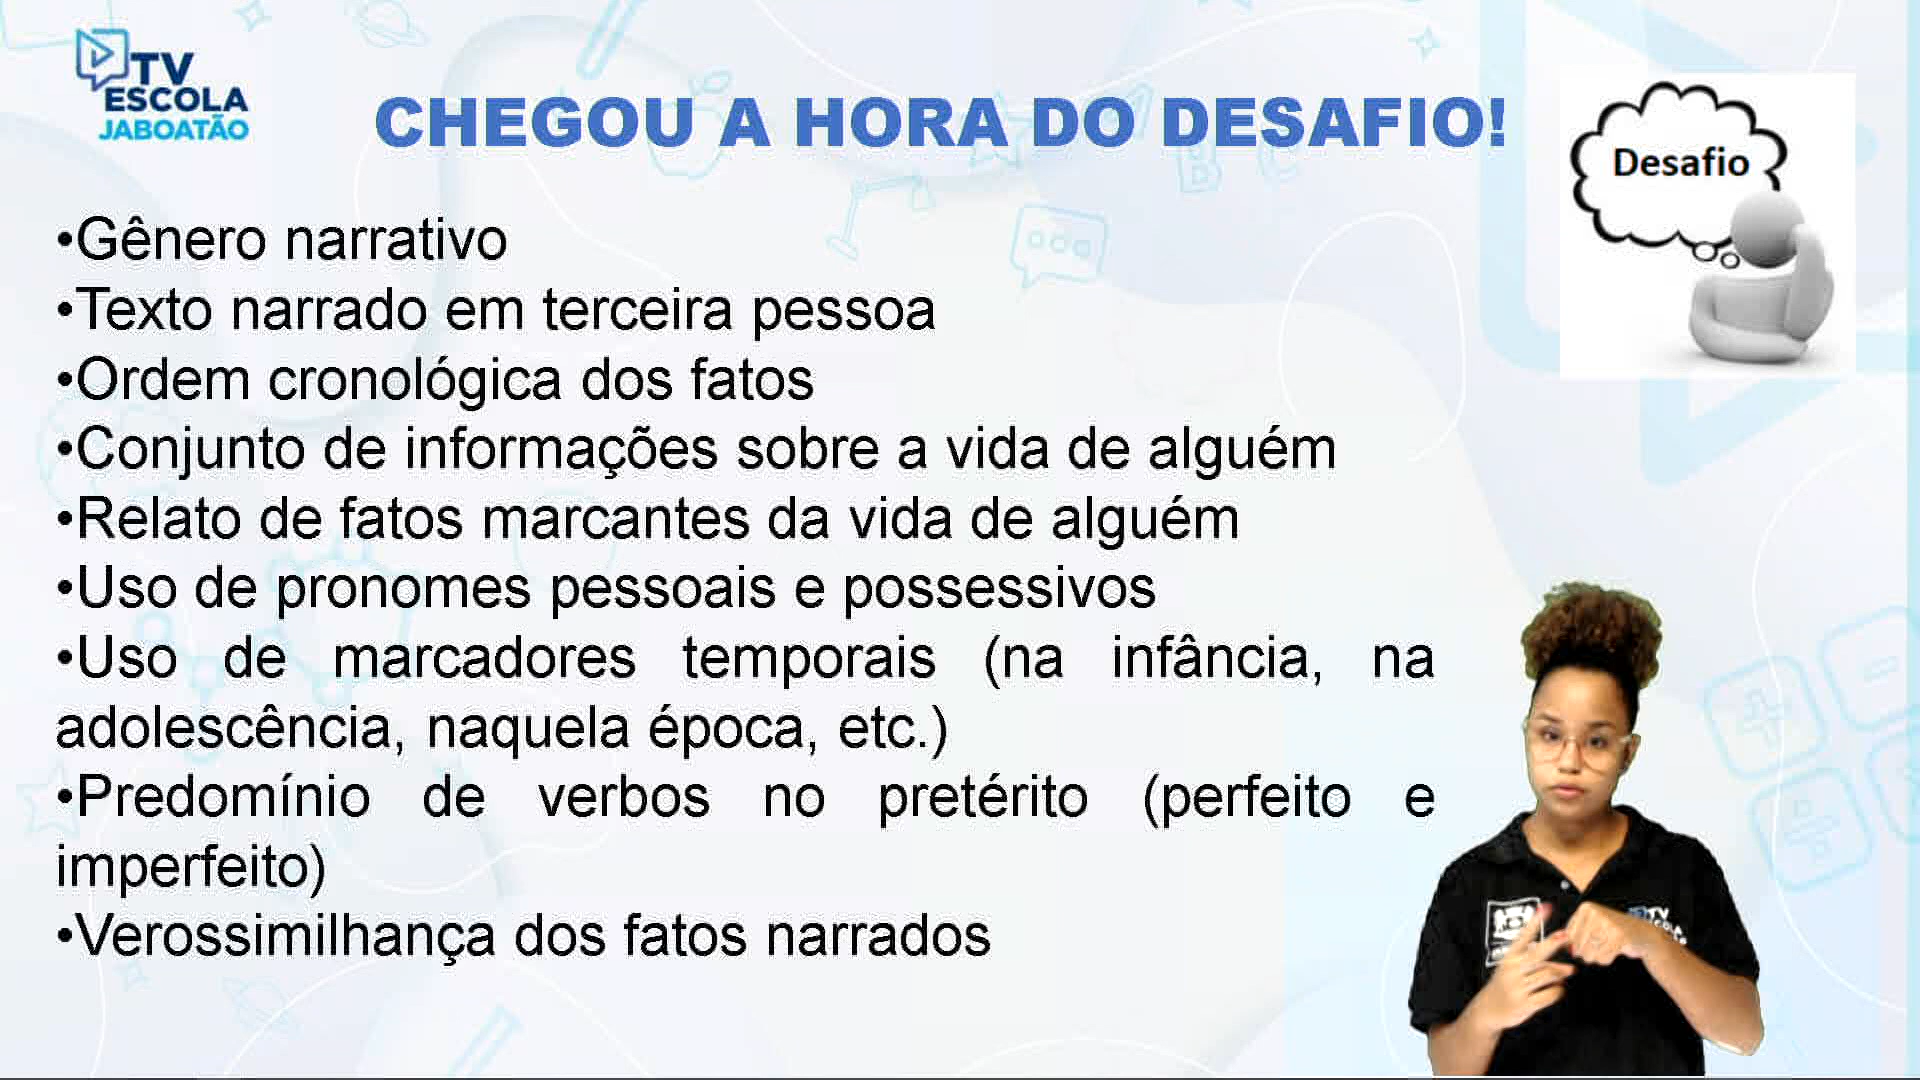 TV
ESCOLA
JABOATÃO
CHEGOU A HORA DO DESAFIO!
Desafio
•Gênero narrativo
•Texto narrado em terceira pessoa
•Ordem cronológica dos fatos
•Conjunto de informações sobre a vida de alguém
•Relato de fatos marcantes da vida de alguém
•Uso de pronomes pessoais e possessivos
•Uso de marcadores temporais (na infância, na
adolescência, naquela época, etc.)
•Predomínio de verbos no pretérito (perfeito e
imperfeito)
•Verossimilhança dos fatos narrados